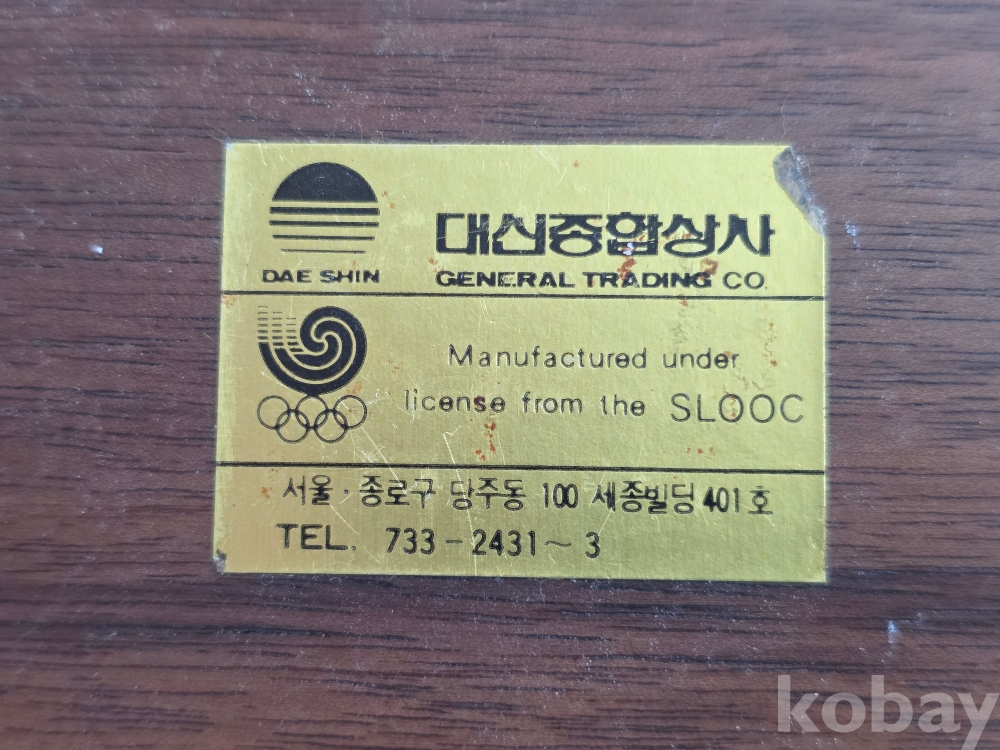 대신종합상사
DAE SHIN GENERAL TRADING CO.
Manufactured under
license from the SLOOC
서울·종로구 당주동 100 세종빌딩 401호
TEL. 733-2431~3
kobay